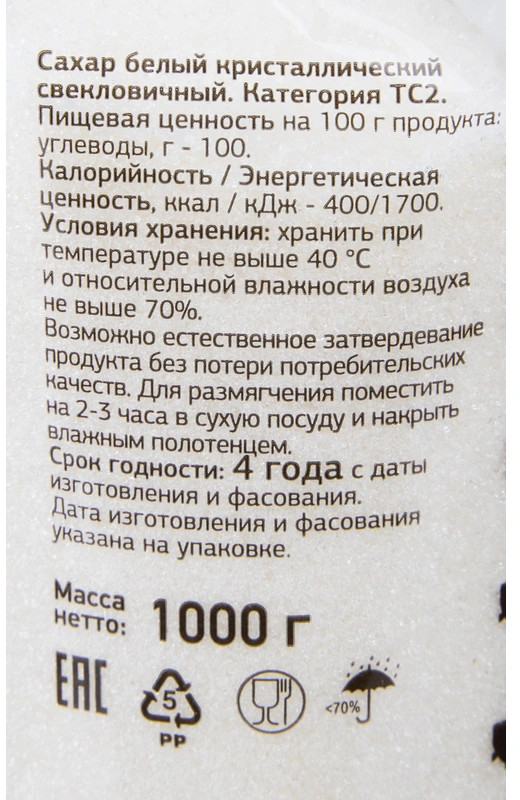 Сахар белый кристаллический
свекловичный. Категория ТС2.
Пищевая ценность на 100 г продукта:
углеводы, г - 100.
Калорийность / Энергетическая
ценность, ккал / кДж - 400/1700.
Условия хранения: хранить при
температуре не выше 40 °С
и относительной влажности воздуха
не выше 70%.
Возможно естественное затвердевание
продукта без потери потребительских
качеств. Для размягчения поместить
на 2-3 часа в сухую посуду и накрыть
влажным полотенцем.
Срок годности: 4 года с даты
изготовления и фасования.
Дата изготовления и фасования
указана на упаковке.
Масса
нетто: 1000 г
ЕАС
5
PP
<70%